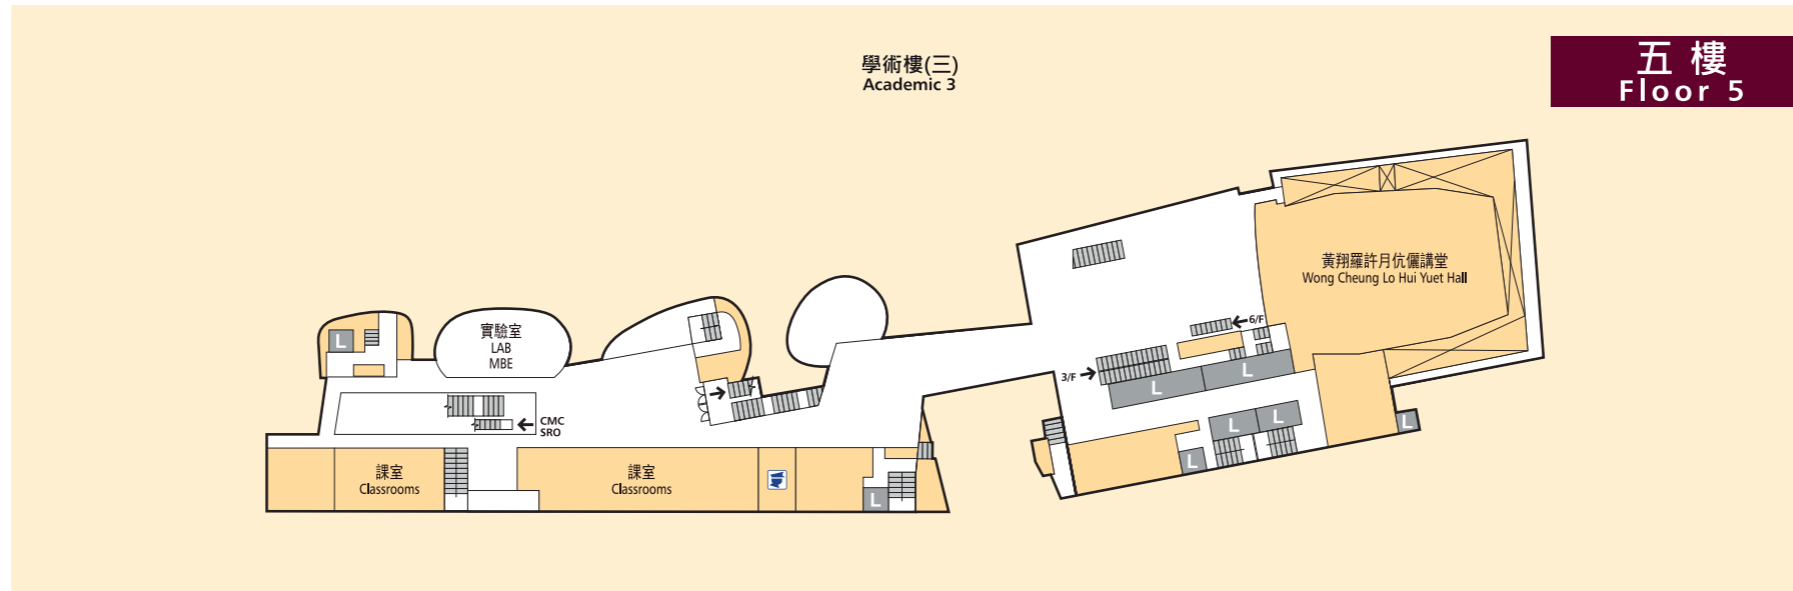 學術樓(三)
Academic 3
五樓
Floor 5
黃翔羅許月伉儷講堂
Wong Cheung Lo Hui Yuet Hall
實驗室
LAB
MBE
L
6/F
3/F
L
L
CMC
SRO
L
L
L
L
課室
Classrooms
課室
Classrooms
L